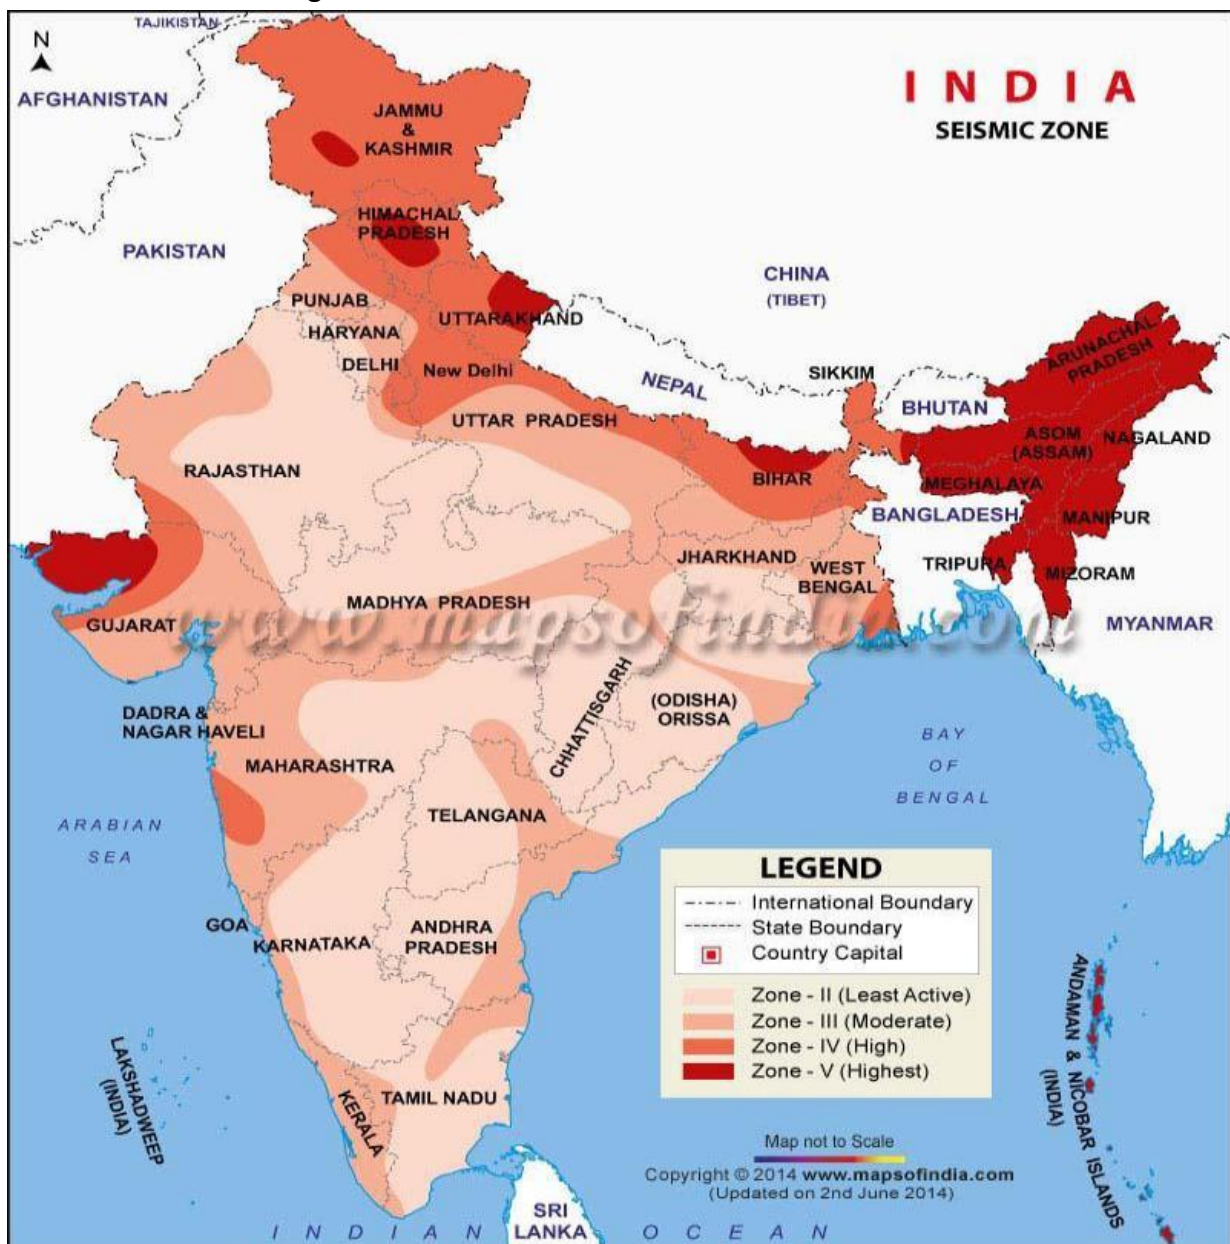 TAJIKISTAN
N
AFGHANISTAN
INDIA
SEISMIC ZONE
JAMMU
&
KASHMIR
HIMACHAL
PRADESH
PAKISTAN
CHINA
(TIBET)
PUNJAB
HARYANA
UTTARAKHAND
DELHI
New Delhi
NEPAL
SIKKIM
BHUTAN
ARUNACHAL
PRADESH
UTTAR PRADESH
ASOM
(ASSAM)
NAGALAND
RAJASTHAN
BIHAR
MEGHALAYA
BANGLADESH
MANIPUR
JHARKHAND
WEST
BENGAL
TRIPURA
MIZORAM
MADHYA PRADESH
www.mapsofindia.com
GUJARAT
MYANMAR
DADRA &
NAGAR HAVELI
CHHATTISGARH
(ODISHA)
ORISSA
BAY
OF
BENGAL
MAHARASHTRA
TELANGANA
ARABIAN
SEA
GOA
KARNATAKA
ANDHRA
PRADESH
LEGEND
International Boundary
State Boundary
Country Capital
Zone - II (Least Active)
Zone - III (Moderate)
Zone - IV (High)
Zone - V (Highest)
ANDAMAN & NICOBAR ISLANDS
(INDIA)
LAKSHADWEEP
(INDIA)
KERALA
TAMIL NADU
Map not to Scale
Copyright © 2014 www.mapsofindia.com
(Updated on 2nd June 2014)
SRI
LANKA
INDIAN OCEAN